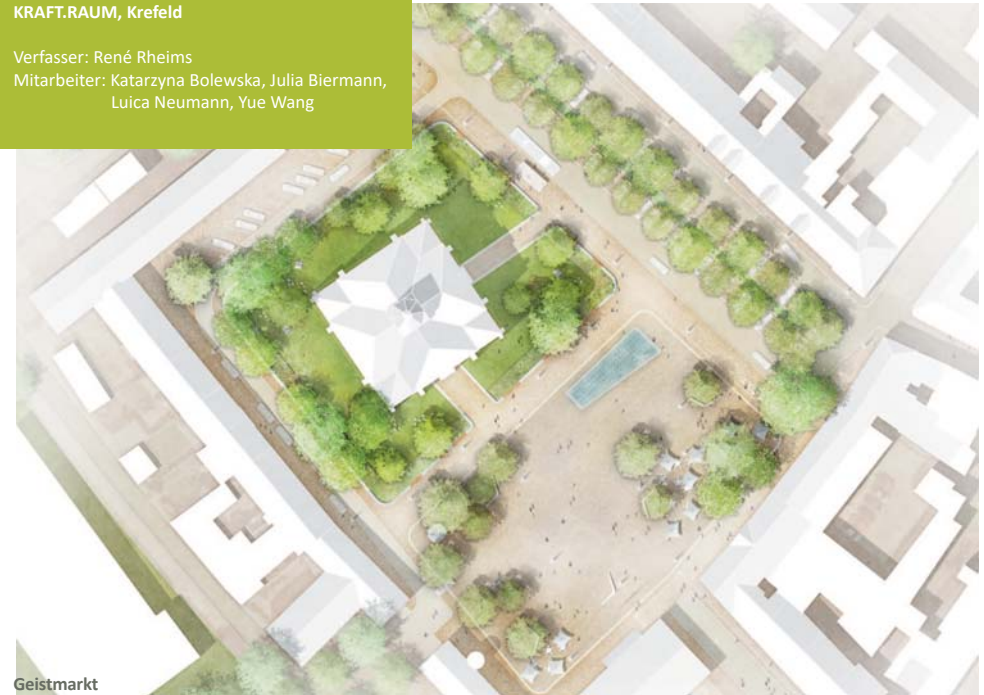 KRAFT.RAUM, Krefeld
Verfasser: René Rheims
Mitarbeiter: Katarzyna Bolewska, Julia Biermann,
Luica Neumann, Yue Wang
Geistmarkt